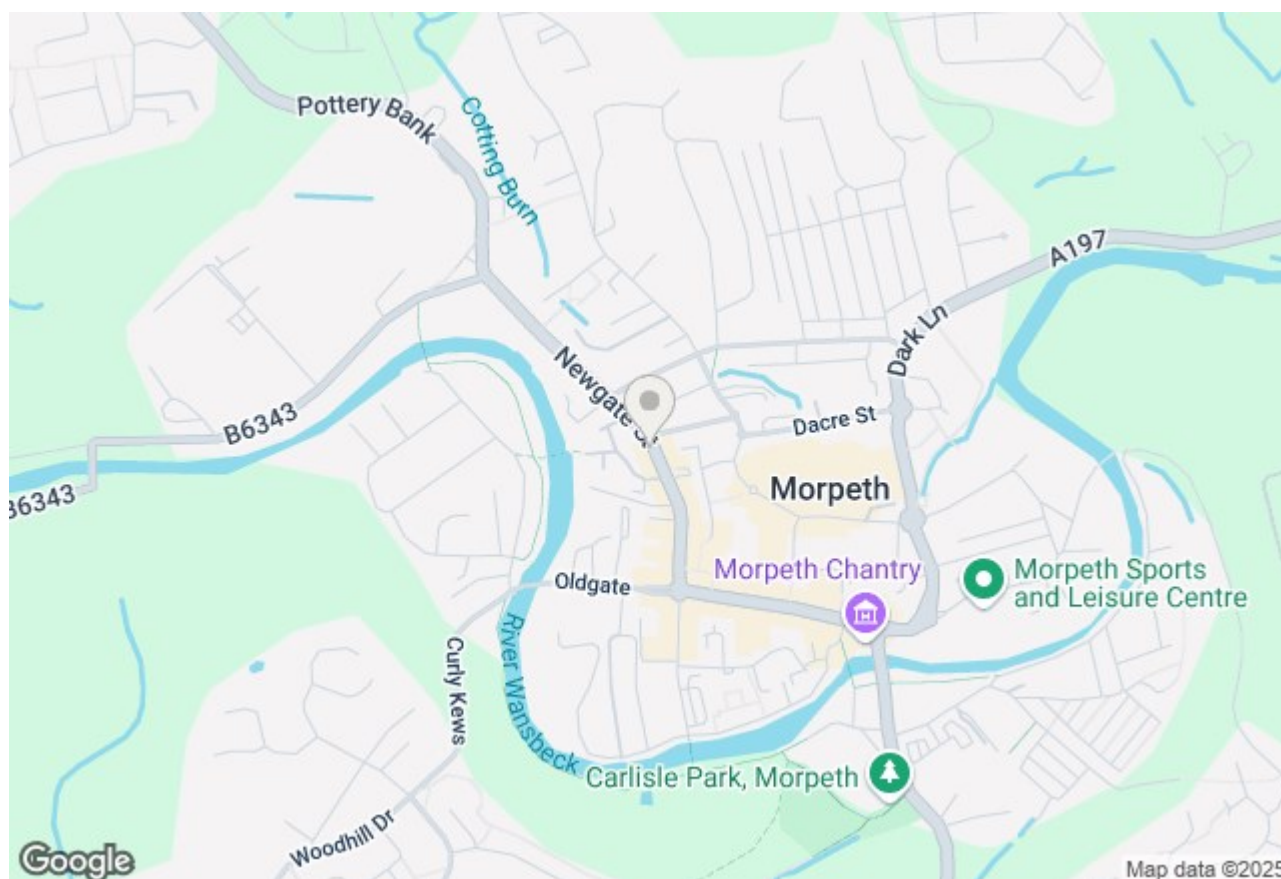 Pottery Bank
Cotting Burn
A197
Dark Ln
Newgate St
B6343
Dacre St
Morpeth
B6343
Morpeth Chantry
Morpeth Sports
and Leisure Centre
Oldgate
River Wansbeck
Curly Kews
Carlisle Park, Morpeth
Woodhill Dr
Google
Map data ©2025